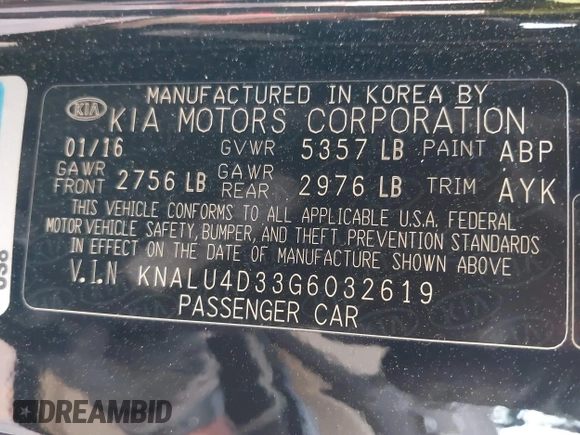 MANUFACTURED IN KOREA BY
KIA KIA MOTORS CORPORATION
01/16 GVWR 5357 LB PAINT ABP
GAWR FRONT 2756 LB GAWR REAR 2976 LB TRIM AYK
THIS VEHICLE CONFORMS TO ALL APPLICABLE U.S.A. FEDERAL
MOTOR VEHICLE SAFETY, BUMPER, AND THEFT PREVENTION STANDARDS
IN EFFECT ON THE DATE OF MANUFACTURE SHOWN ABOVE
V.I.N KNALU4D33G6032619
PASSENGER CAR
DREAMBID